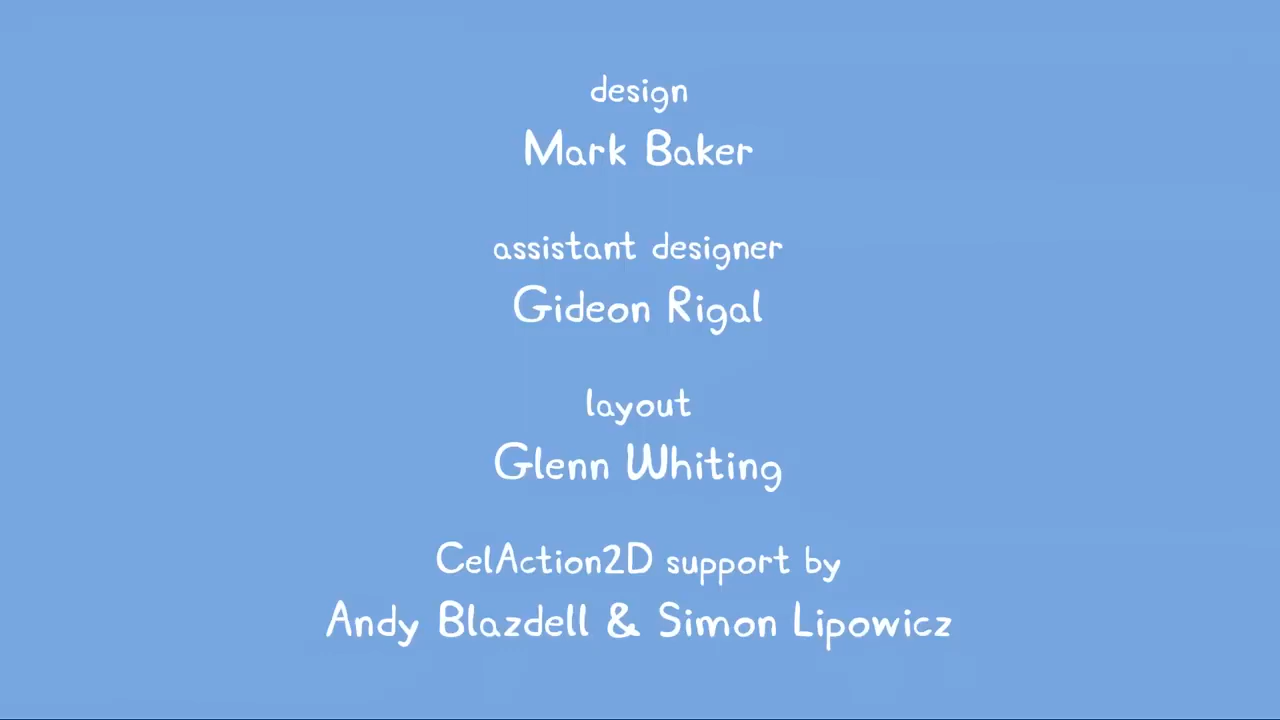 design
Mark Baker
assistant designer
Gideon Rigal
layout
Glenn Whiting
CelAction2D support by
Andy Blazdell & Simon Lipowicz